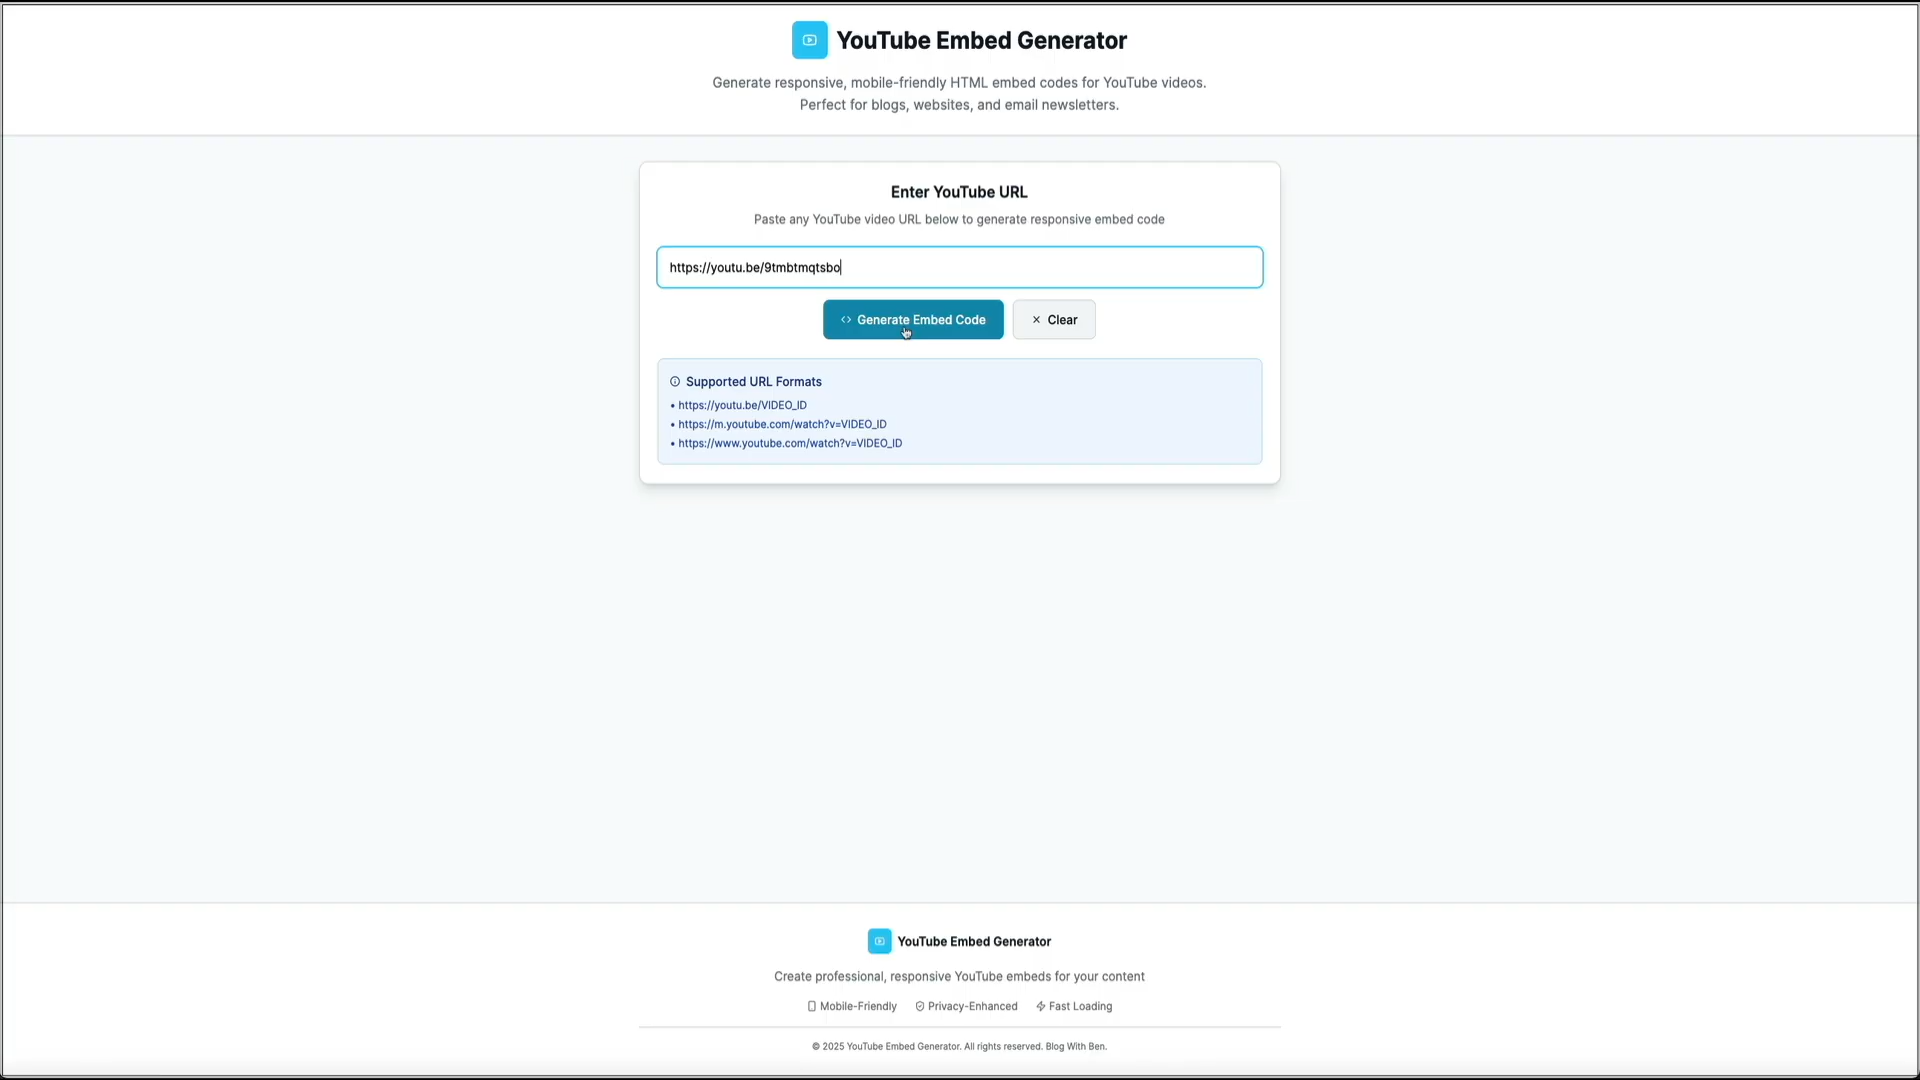 YouTube Embed Generator
Generate responsive, mobile-friendly HTML embed codes for YouTube videos.
Perfect for blogs, websites, and email newsletters.
Enter YouTube URL
Paste any YouTube video URL below to generate responsive embed code
https://youtu.be/9tmbtmqtsbo
<> Generate Embed Code
× Clear
Supported URL Formats
• https://youtu.be/VIDEO_ID
• https://m.youtube.com/watch?v=VIDEO_ID
• https://www.youtube.com/watch?v=VIDEO_ID
YouTube Embed Generator
Create professional, responsive YouTube embeds for your content
Mobile-Friendly Privacy-Enhanced Fast Loading
© 2025 YouTube Embed Generator. All rights reserved. Blog With Ben.